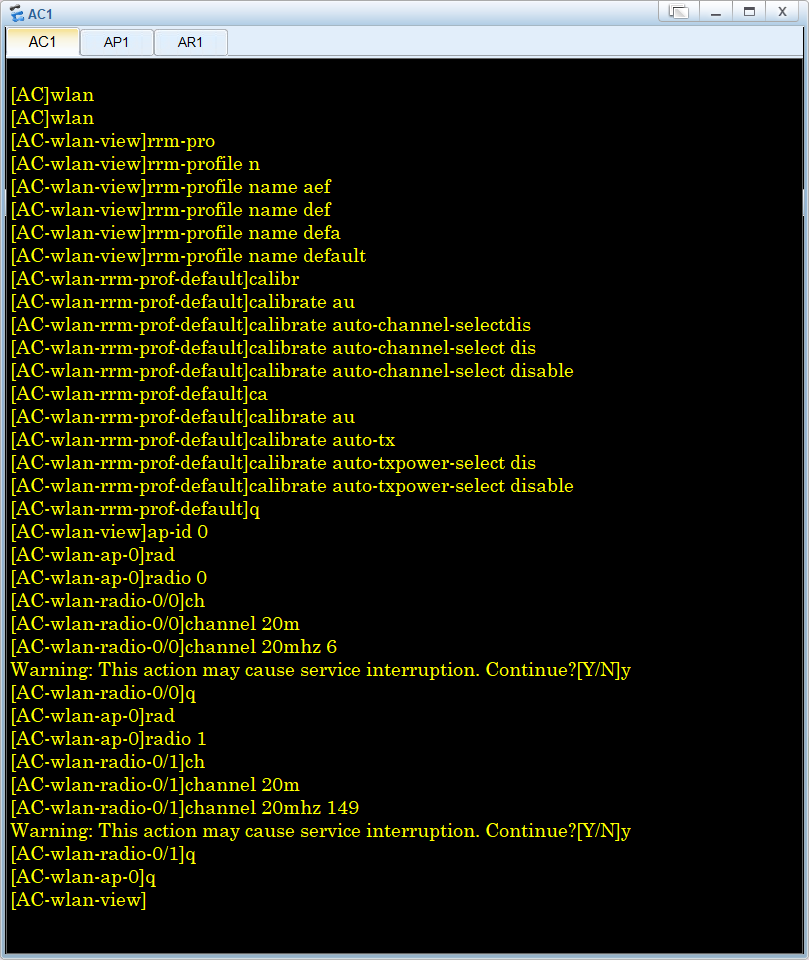 AC1
AC1 AP1 AR1
[AC]wlan
[AC]wlan
[AC-wlan-view]rrm-pro
[AC-wlan-view]rrm-profile n
[AC-wlan-view]rrm-profile name aef
[AC-wlan-view]rrm-profile name def
[AC-wlan-view]rrm-profile name defa
[AC-wlan-view]rrm-profile name default
[AC-wlan-rrm-prof-default]calibr
[AC-wlan-rrm-prof-default]calibrate au
[AC-wlan-rrm-prof-default]calibrate auto-channel-selectdis
[AC-wlan-rrm-prof-default]calibrate auto-channel-select dis
[AC-wlan-rrm-prof-default]calibrate auto-channel-select disable
[AC-wlan-rrm-prof-default]ca
[AC-wlan-rrm-prof-default]calibrate au
[AC-wlan-rrm-prof-default]calibrate auto-tx
[AC-wlan-rrm-prof-default]calibrate auto-txpower-select dis
[AC-wlan-rrm-prof-default]calibrate auto-txpower-select disable
[AC-wlan-rrm-prof-default]q
[AC-wlan-view]ap-id 0
[AC-wlan-ap-0]rad
[AC-wlan-ap-0]radio 0
[AC-wlan-radio-0/0]ch
[AC-wlan-radio-0/0]channel 20m
[AC-wlan-radio-0/0]channel 20mhz 6
Warning: This action may cause service interruption. Continue?[Y/N]y
[AC-wlan-radio-0/0]q
[AC-wlan-ap-0]rad
[AC-wlan-ap-0]radio 1
[AC-wlan-radio-0/1]ch
[AC-wlan-radio-0/1]channel 20m
[AC-wlan-radio-0/1]channel 20mhz 149
Warning: This action may cause service interruption. Continue?[Y/N]y
[AC-wlan-radio-0/1]q
[AC-wlan-ap-0]q
[AC-wlan-view]